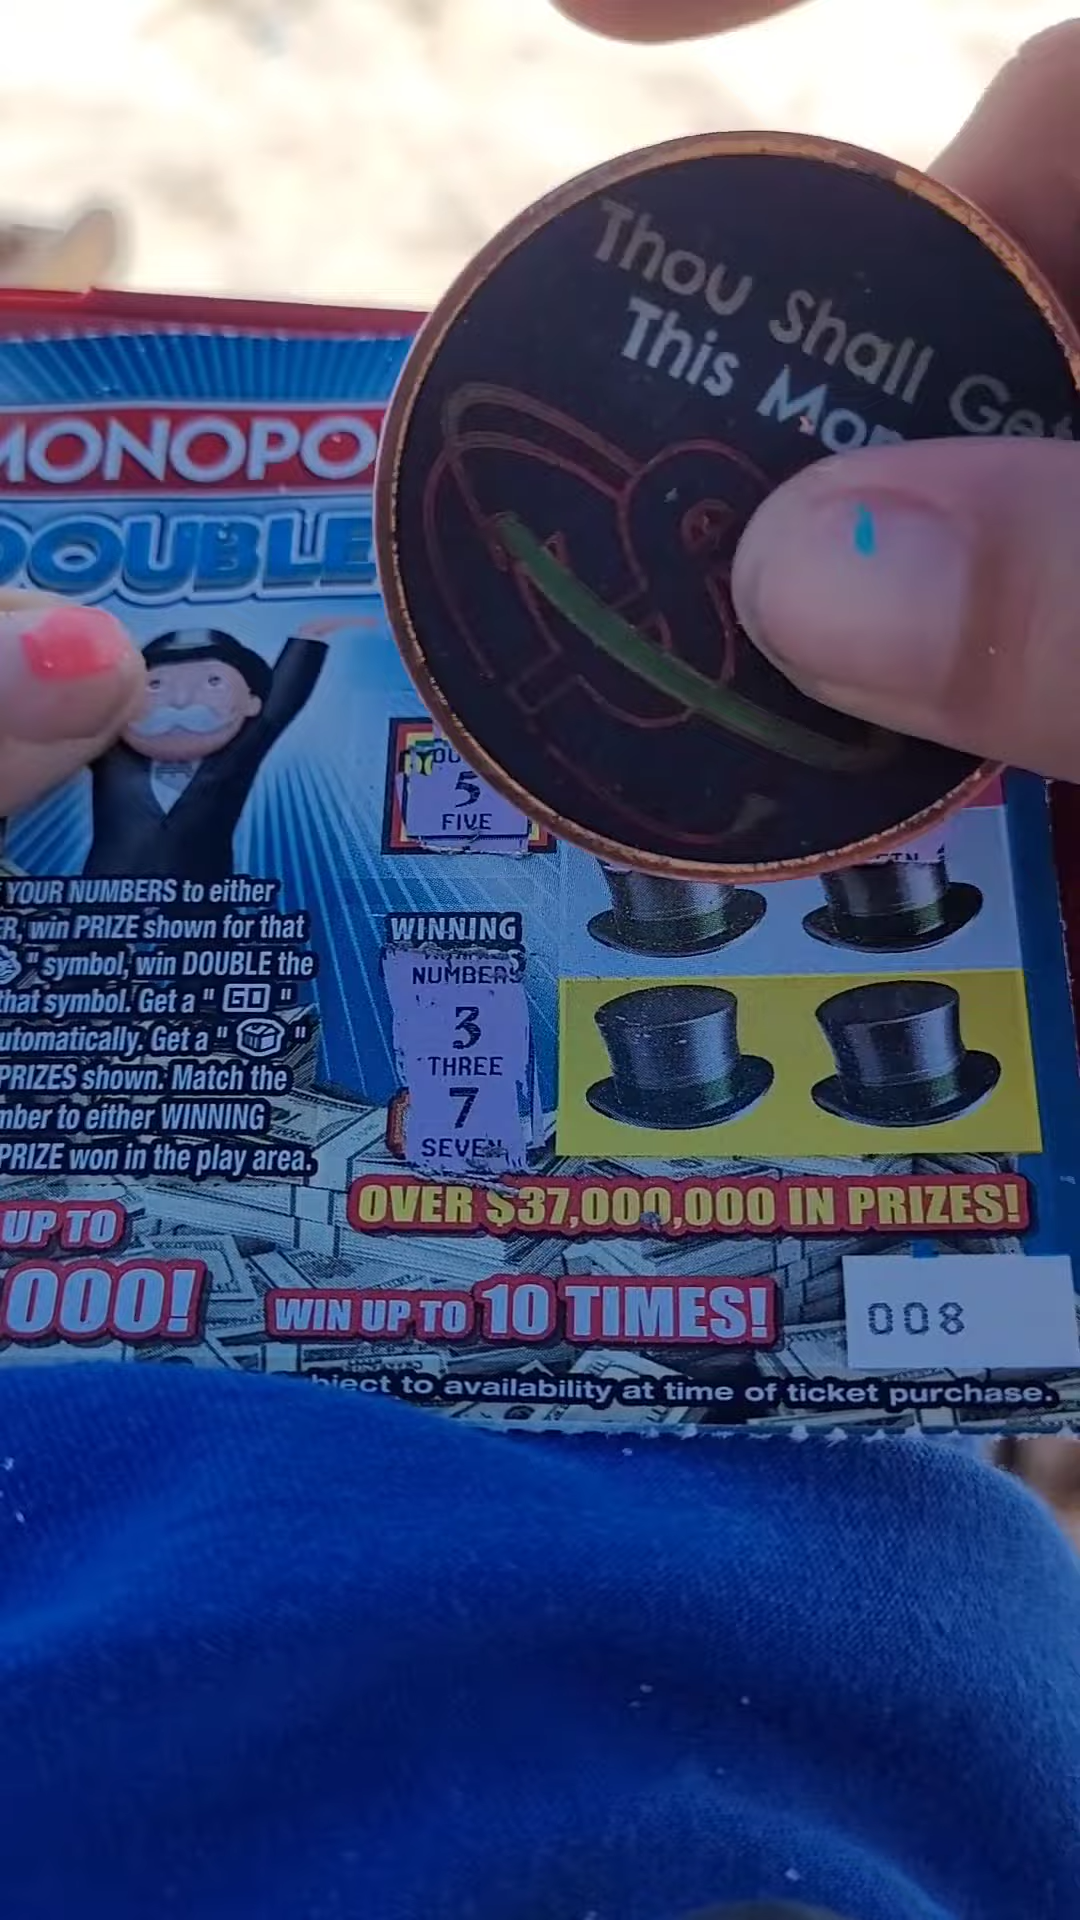 Thou Shall Get
This Mon
MONOPO
DOUBLE
5
FIVE
YOUR NUMBERS to either
ER, win PRIZE shown for that
" symbol, win DOUBLE the
that symbol. Get a " GO "
utomatically. Get a " "
PRIZES shown. Match the
mber to either WINNING
PRIZE won in the play area.
WINNING
NUMBERS
3
THREE
7
SEVEN
OVER $37,000,000 IN PRIZES!
UP TO
000!
WIN UP TO 10 TIMES!
008
bject to availability at time of ticket purchase.